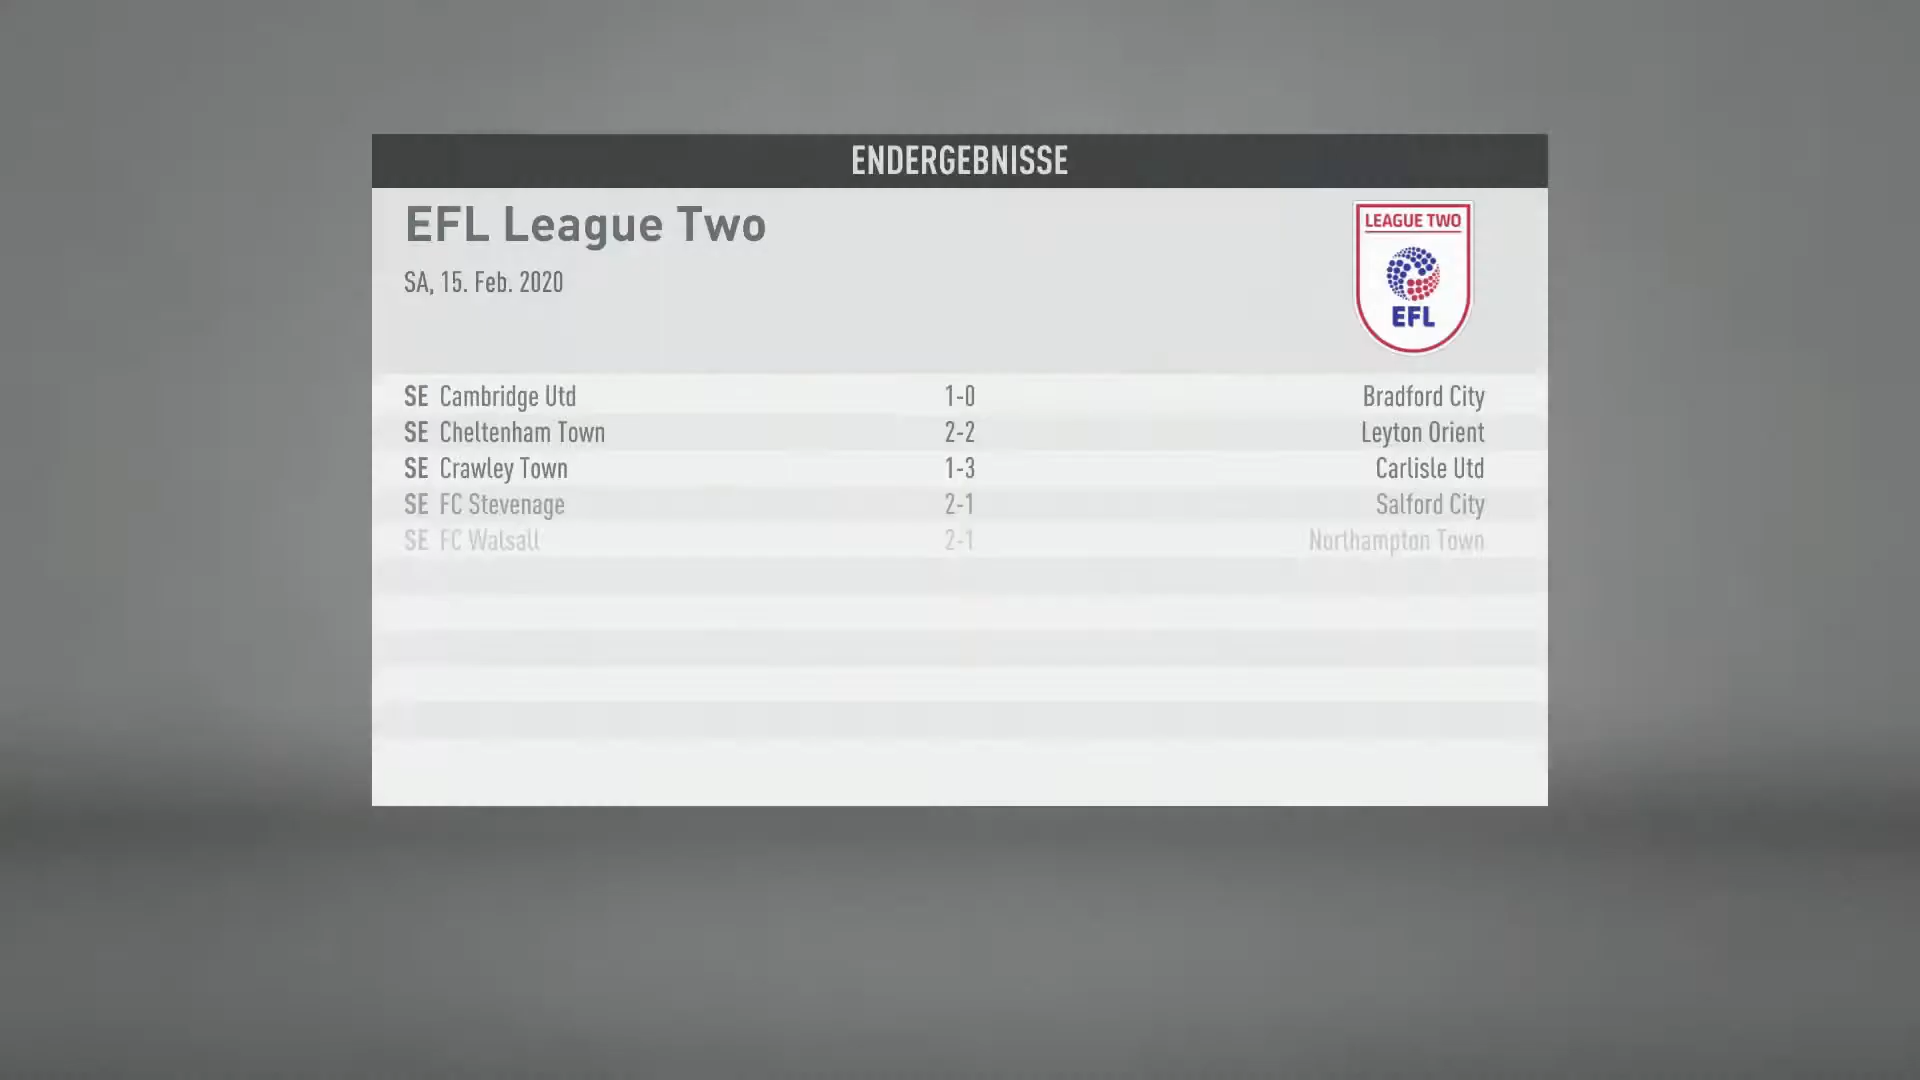 ENDERGEBNISSE
EFL League Two
SA, 15. Feb. 2020
LEAGUE TWO
EFL
SE Cambridge Utd 1-0 Bradford City
SE Cheltenham Town 2-2 Leyton Orient
SE Crawley Town 1-3 Carlisle Utd
SE FC Stevenage 2-1 Salford City
SE FC Walsall 2-1 Northampton Town